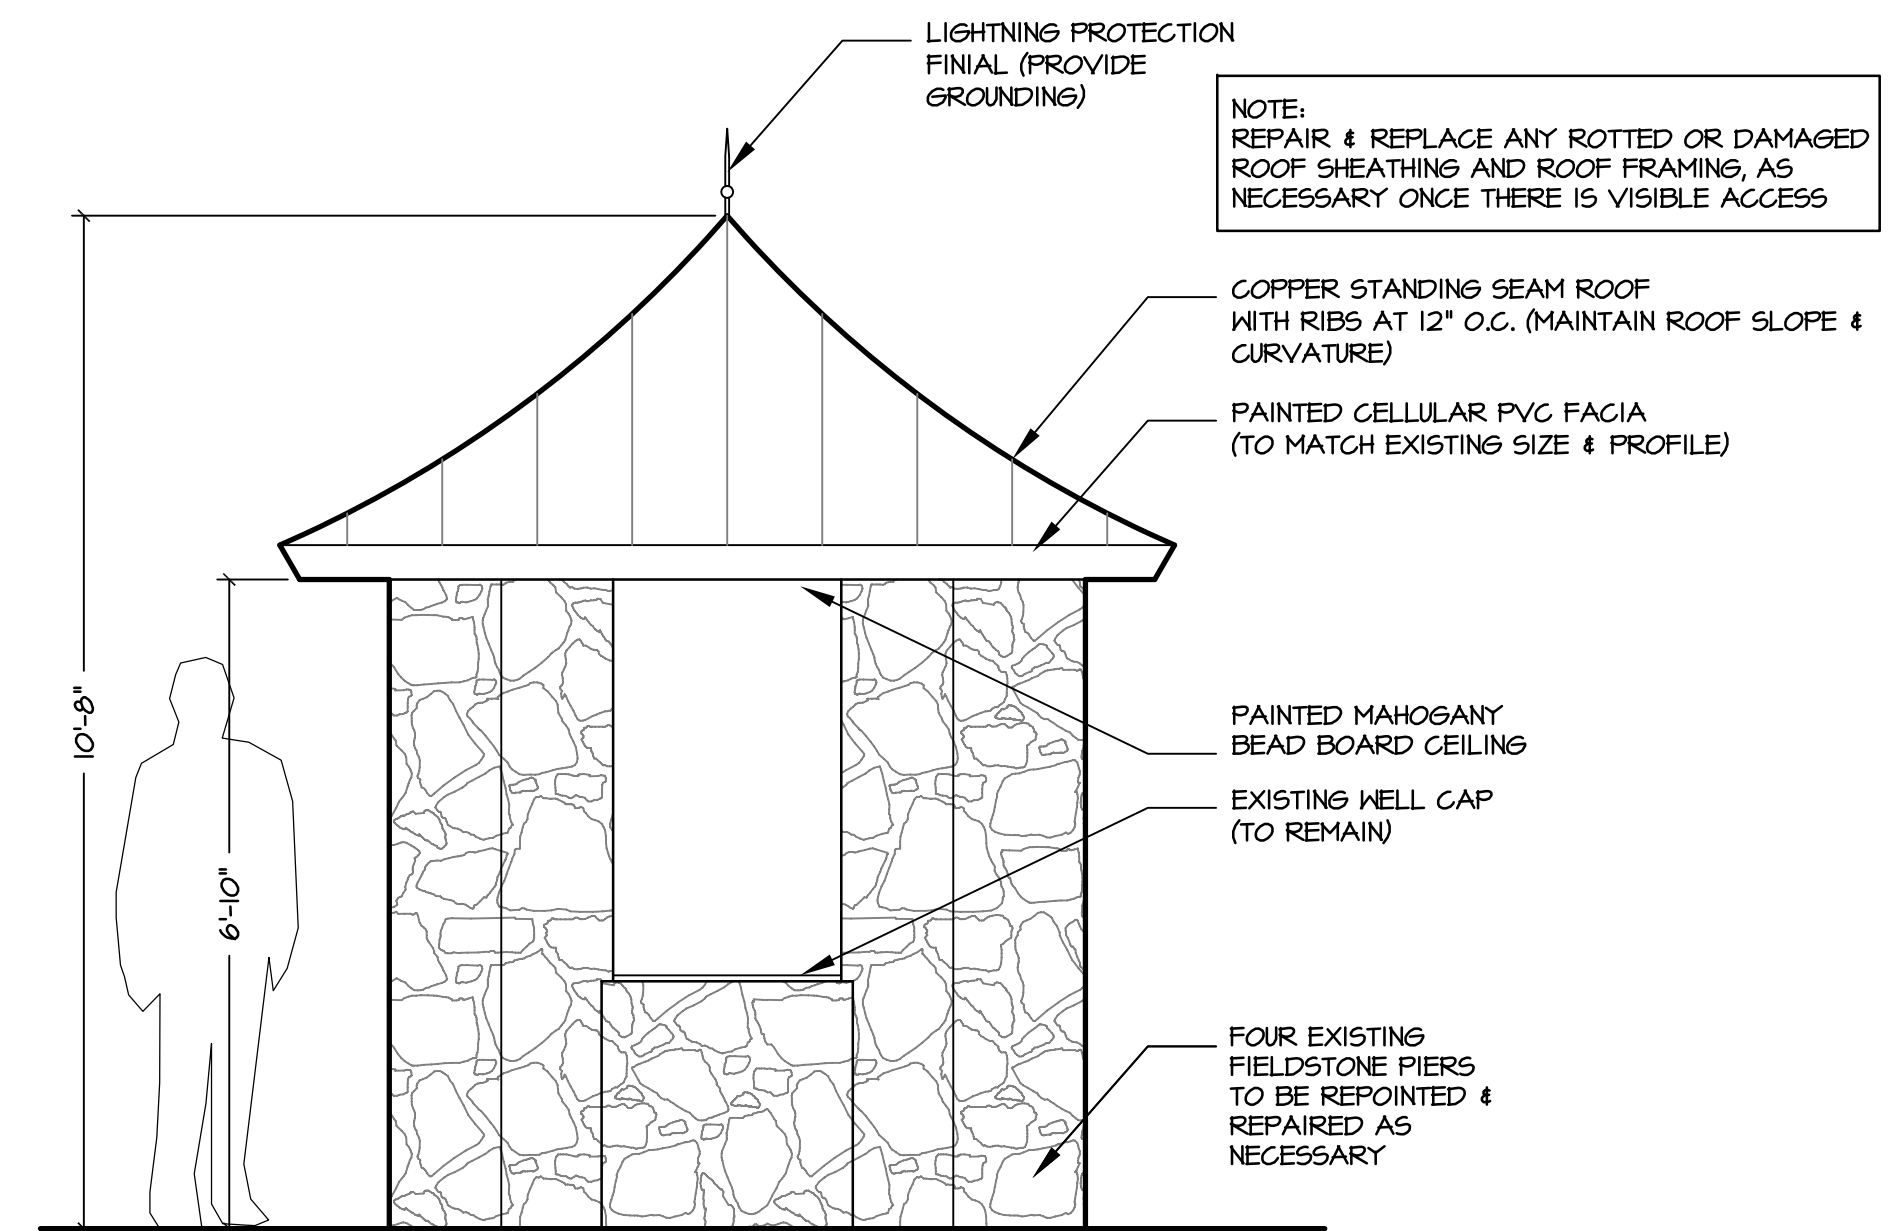 LIGHTNING PROTECTION
FINIAL (PROVIDE
GROUNDING)
NOTE:
REPAIR & REPLACE ANY ROTTED OR DAMAGED
ROOF SHEATHING AND ROOF FRAMING, AS
NECESSARY ONCE THERE IS VISIBLE ACCESS
COPPER STANDING SEAM ROOF
WITH RIBS AT 12" O.C. (MAINTAIN ROOF SLOPE &
CURVATURE)
PAINTED CELLULAR PVC FACIA
(TO MATCH EXISTING SIZE & PROFILE)
10'-8"
6'-10"
PAINTED MAHOGANY
BEAD BOARD CEILING
EXISTING WELL CAP
(TO REMAIN)
FOUR EXISTING
FIELDSTONE PIERS
TO BE REPOINTED &
REPAIRED AS
NECESSARY